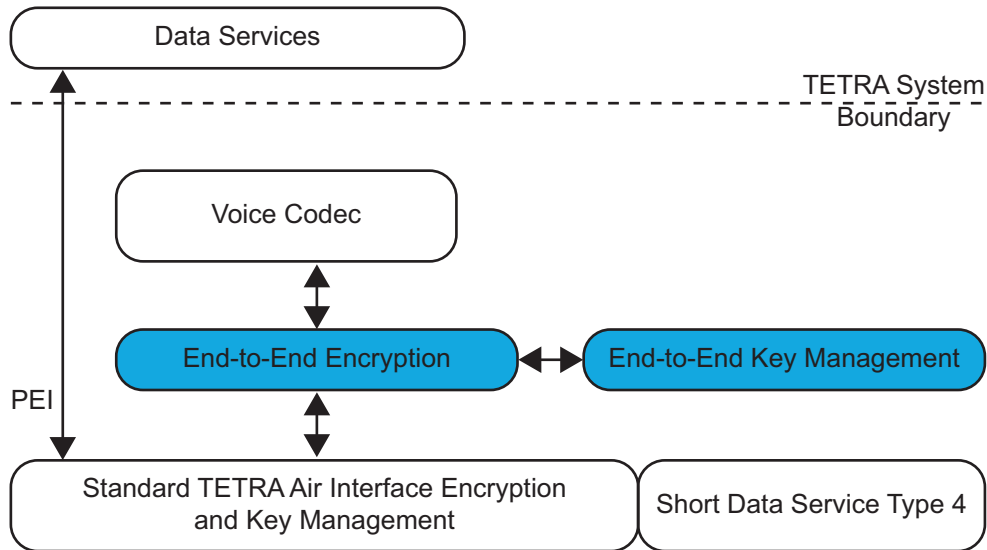 Data Services
TETRA System
Boundary
Voice Codec
End-to-End Encryption
End-to-End Key Management
PEI
Standard TETRA Air Interface Encryption
and Key Management
Short Data Service Type 4